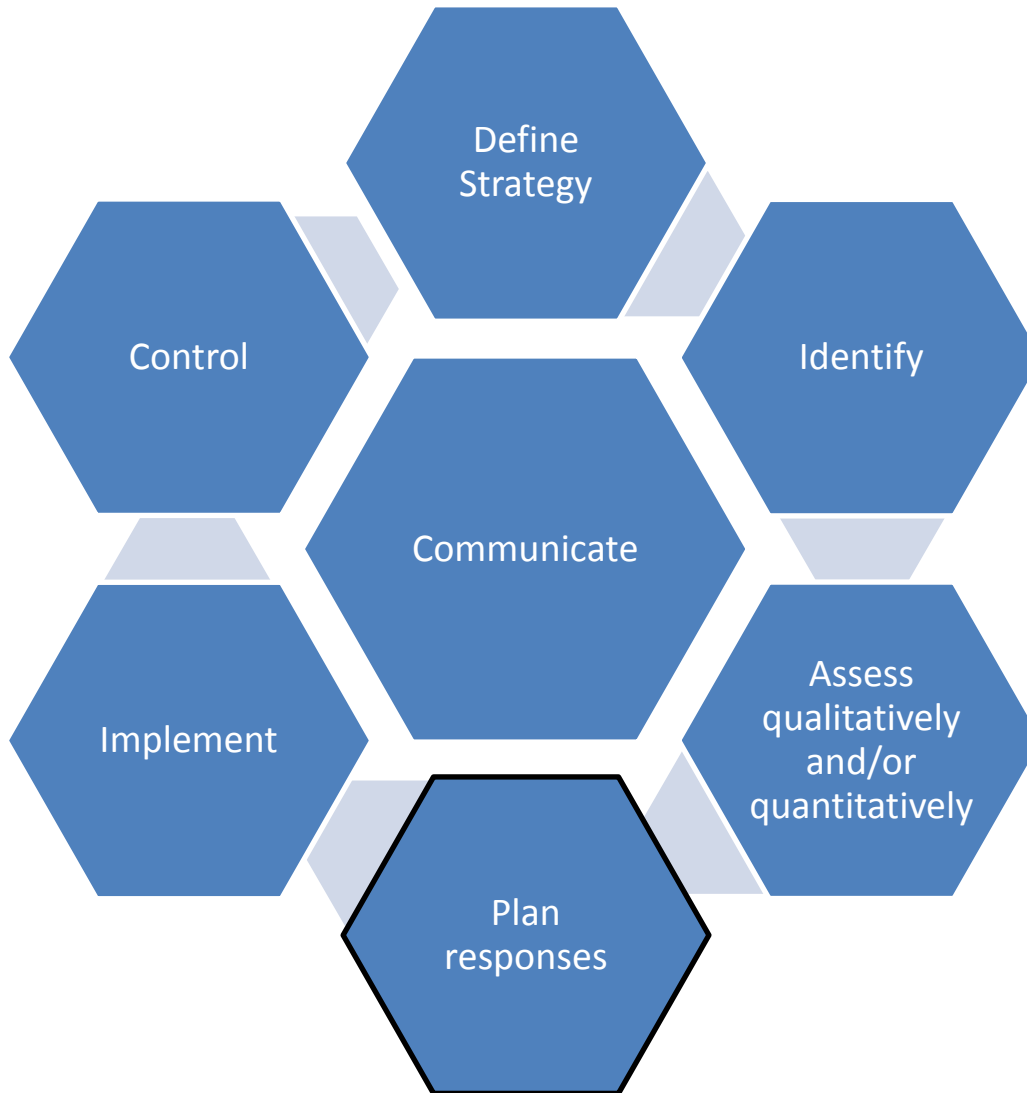 Define
Strategy
Identify
Assess
qualitatively
and/or
quantitatively
Plan
responses
Implement
Control
Communicate